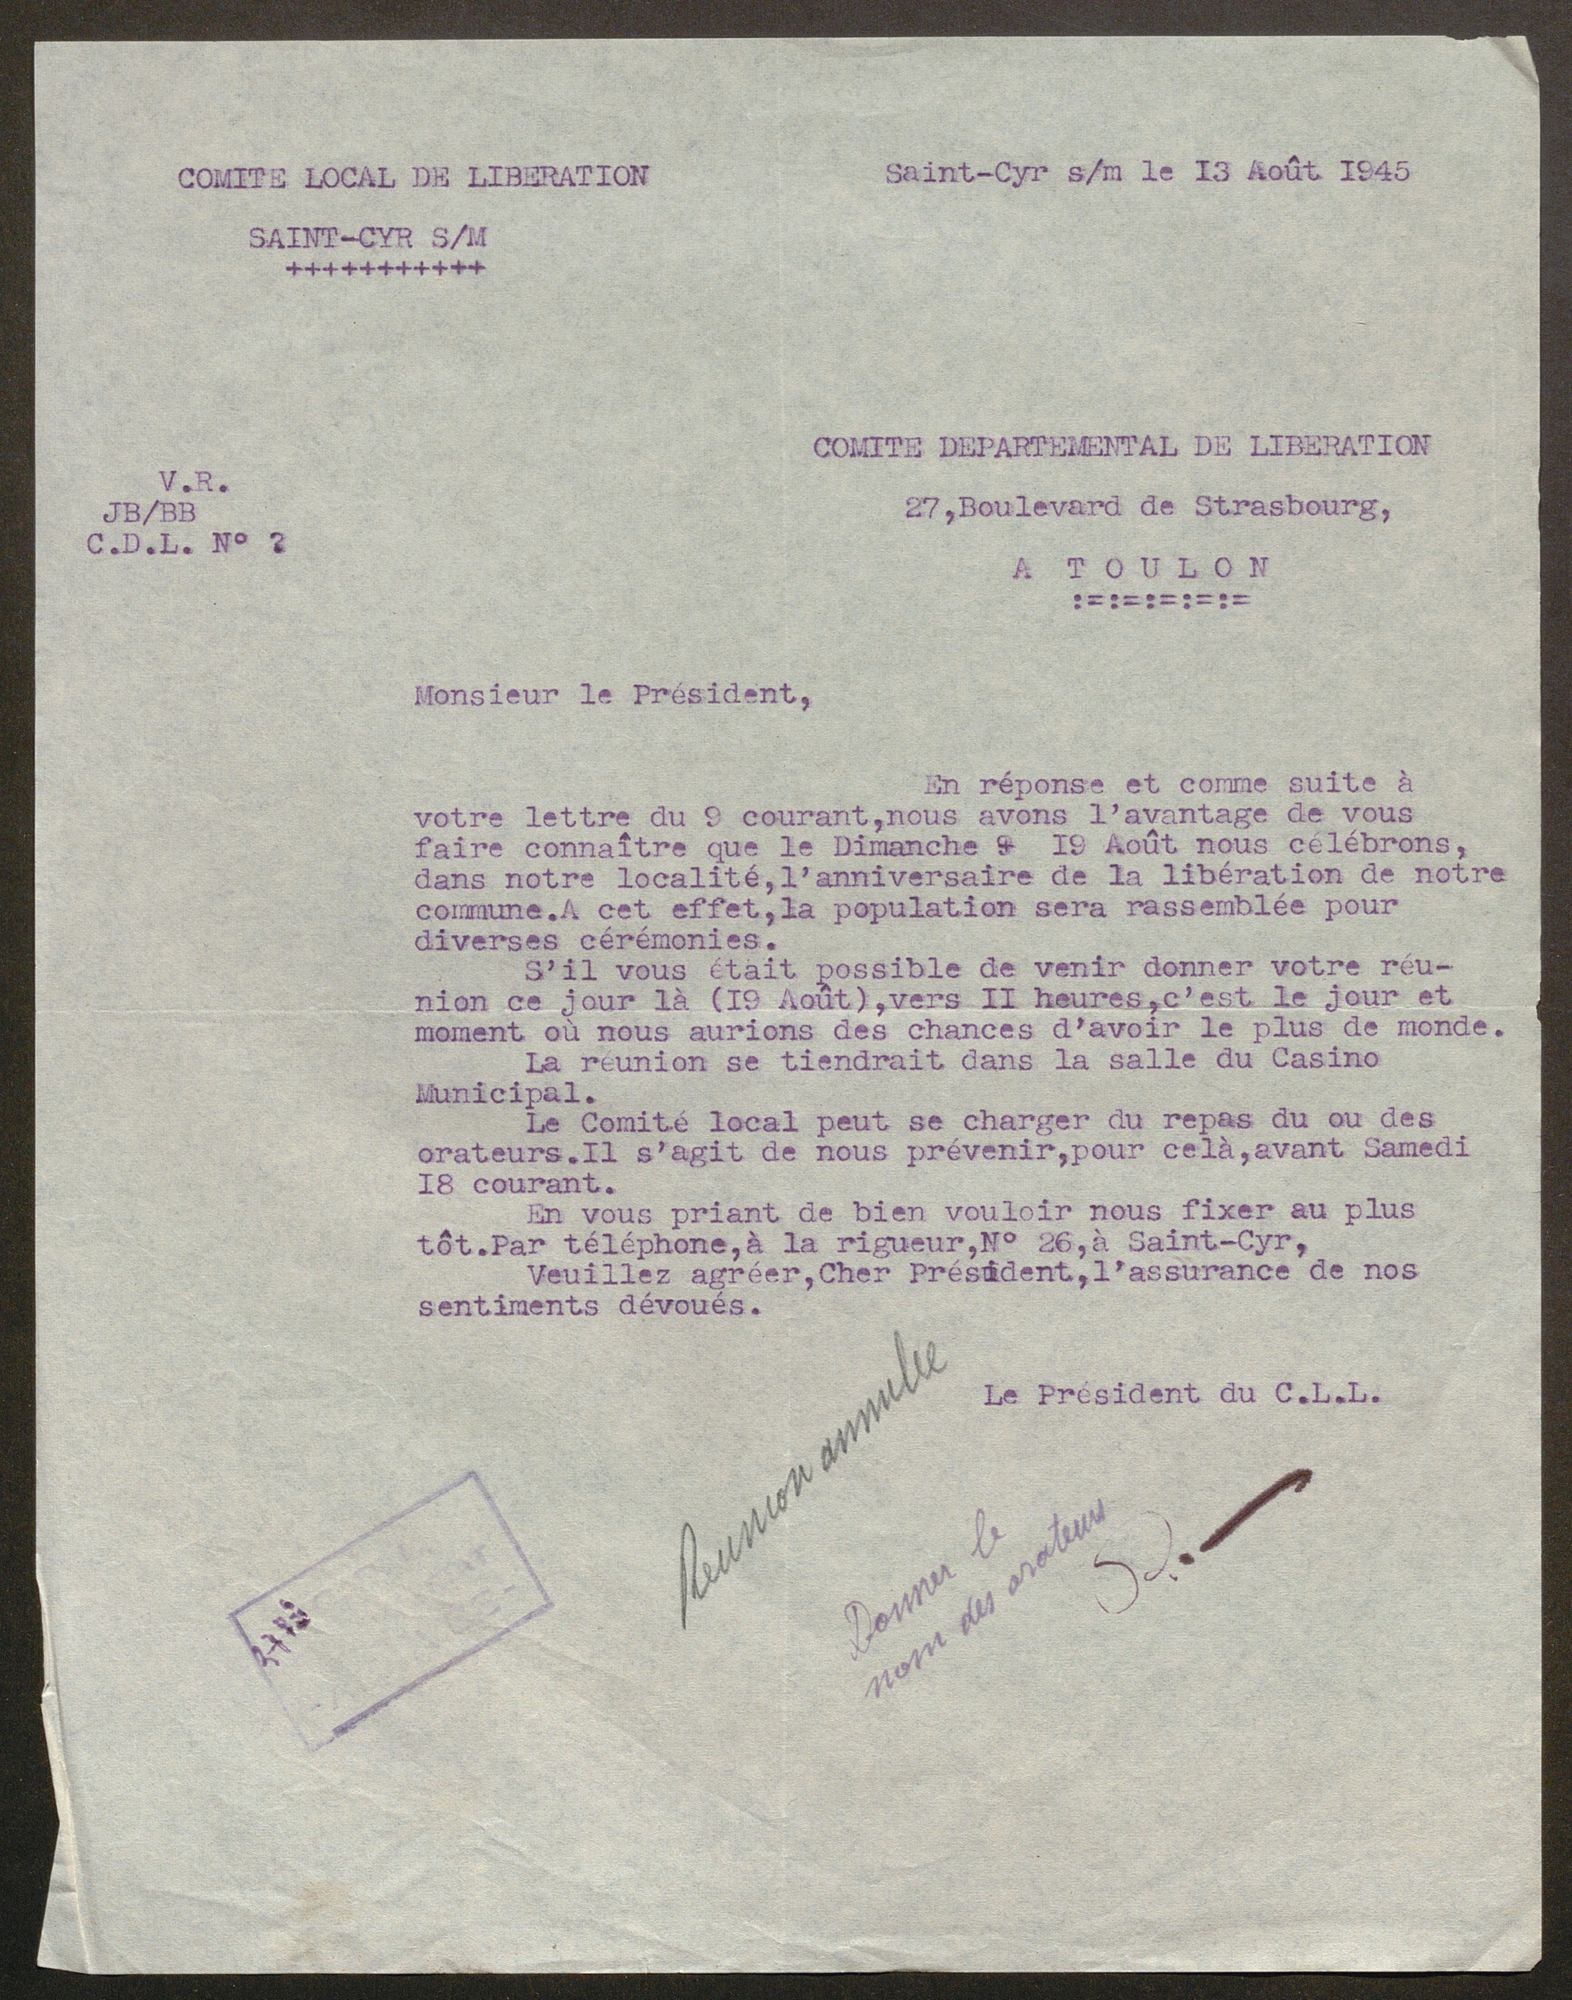 COMITE LOCAL DE LIBERATION
SAINT-CYR S/M
+++++++++++
Saint-Cyr s/m le I3 Août I945
COMITE DEPARTEMENTAL DE LIBERATION
27,Boulevard de Strasbourg,
A T O U L O N
:=:=:=:=:=
V.R.
JB/BB
C.D.L. N° ?
Monsieur le Président,
En réponse et comme suite à
votre lettre du 9 courant,nous avons l'avantage de vous
faire connaître que le Dimanche I9 Août nous célébrons,
dans notre localité,l'anniversaire de la libération de notre
commune.A cet effet,la population sera rassemblée pour
diverses cérémonies.
S'il vous était possible de venir donner votre réu-
nion ce jour là (I9 Août),vers II heures,c'est le jour et
moment où nous aurions des chances d'avoir le plus de monde.
La réunion se tiendrait dans la salle du Casino
Municipal.
Le Comité local peut se charger du repas du ou des
orateurs.Il s'agit de nous prévenir,pour celà,avant Samedi
I8 courant.
En vous priant de bien vouloir nous fixer au plus
tôt.Par téléphone,à la rigueur,N° 26,à Saint-Cyr,
Veuillez agréer,Cher Président,l'assurance de nos
sentiments dévoués.
Le Président du C.L.L.
Reunion annulée
Donner le
nom des orateurs